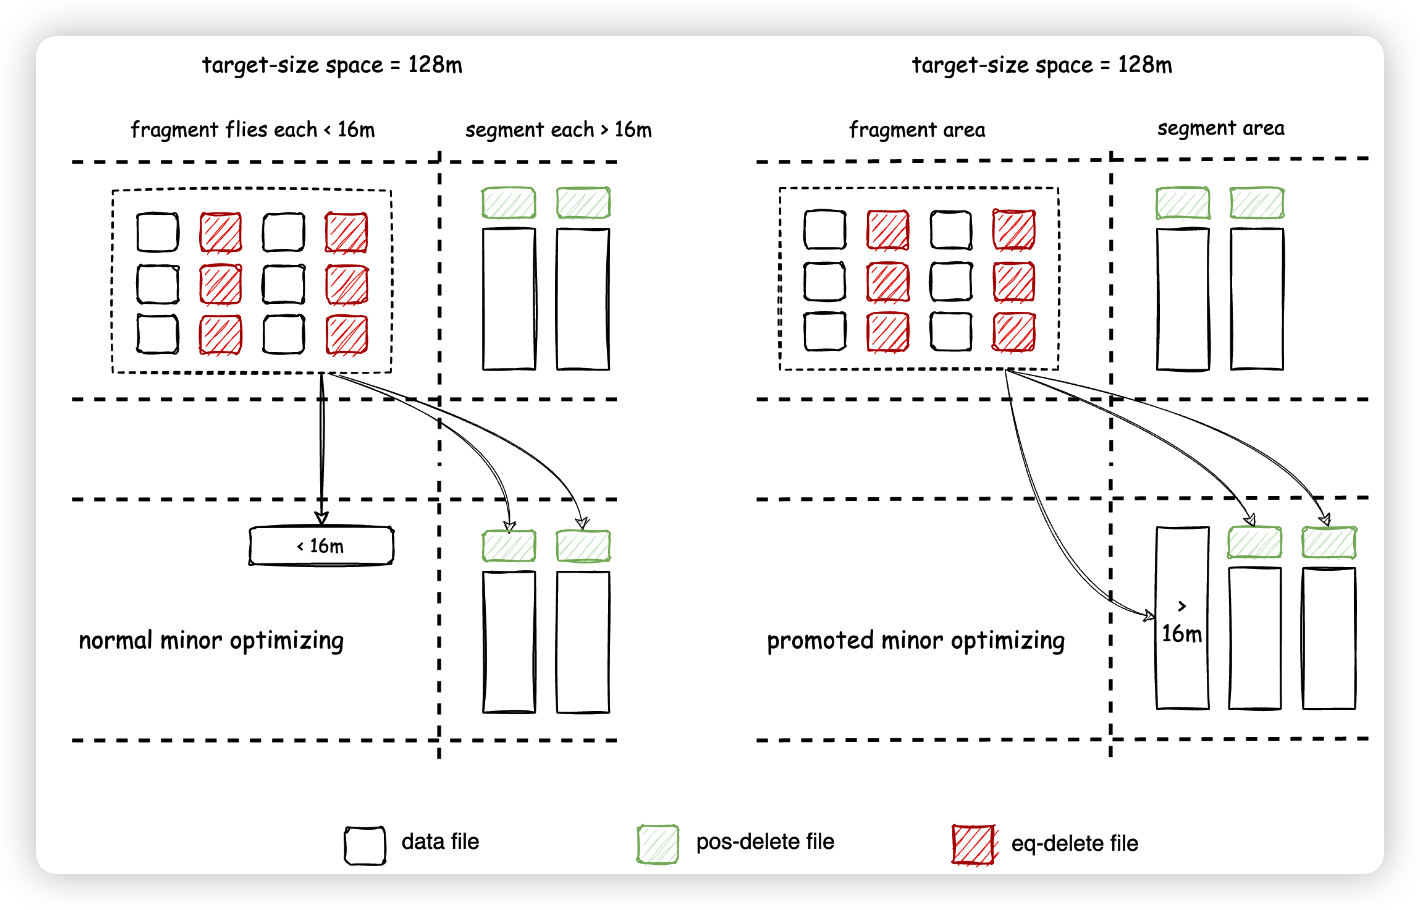 target-size space = 128m
fragment flies each < 16m
segment each > 16m
< 16m
normal minor optimizing
target-size space = 128m
fragment area
segment area
>
16m
promoted minor optimizing
data file
pos-delete file
eq-delete file